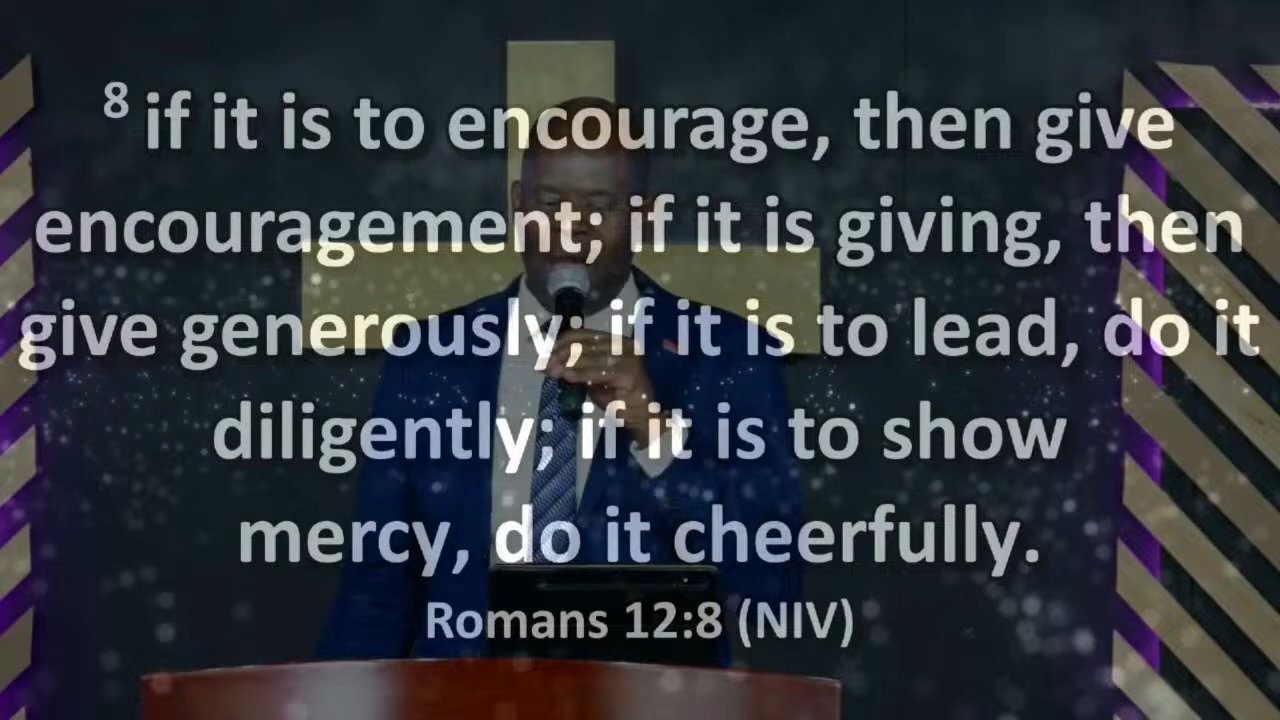 8 if it is to encourage, then give
encouragement; if it is giving, then
give generously; if it is to lead, do it
diligently; if it is to show
mercy, do it cheerfully.
Romans 12:8 (NIV)